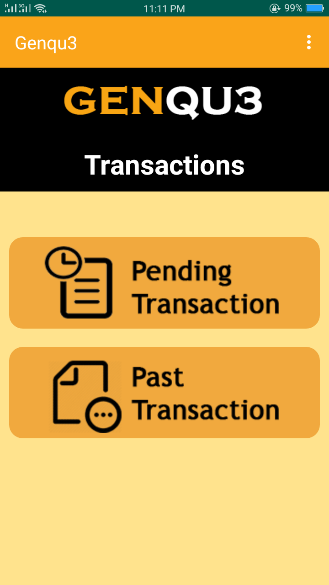 11:11 PM
99%
Genqu3
GENQU3
Transactions
Pending
Transaction
Past
Transaction